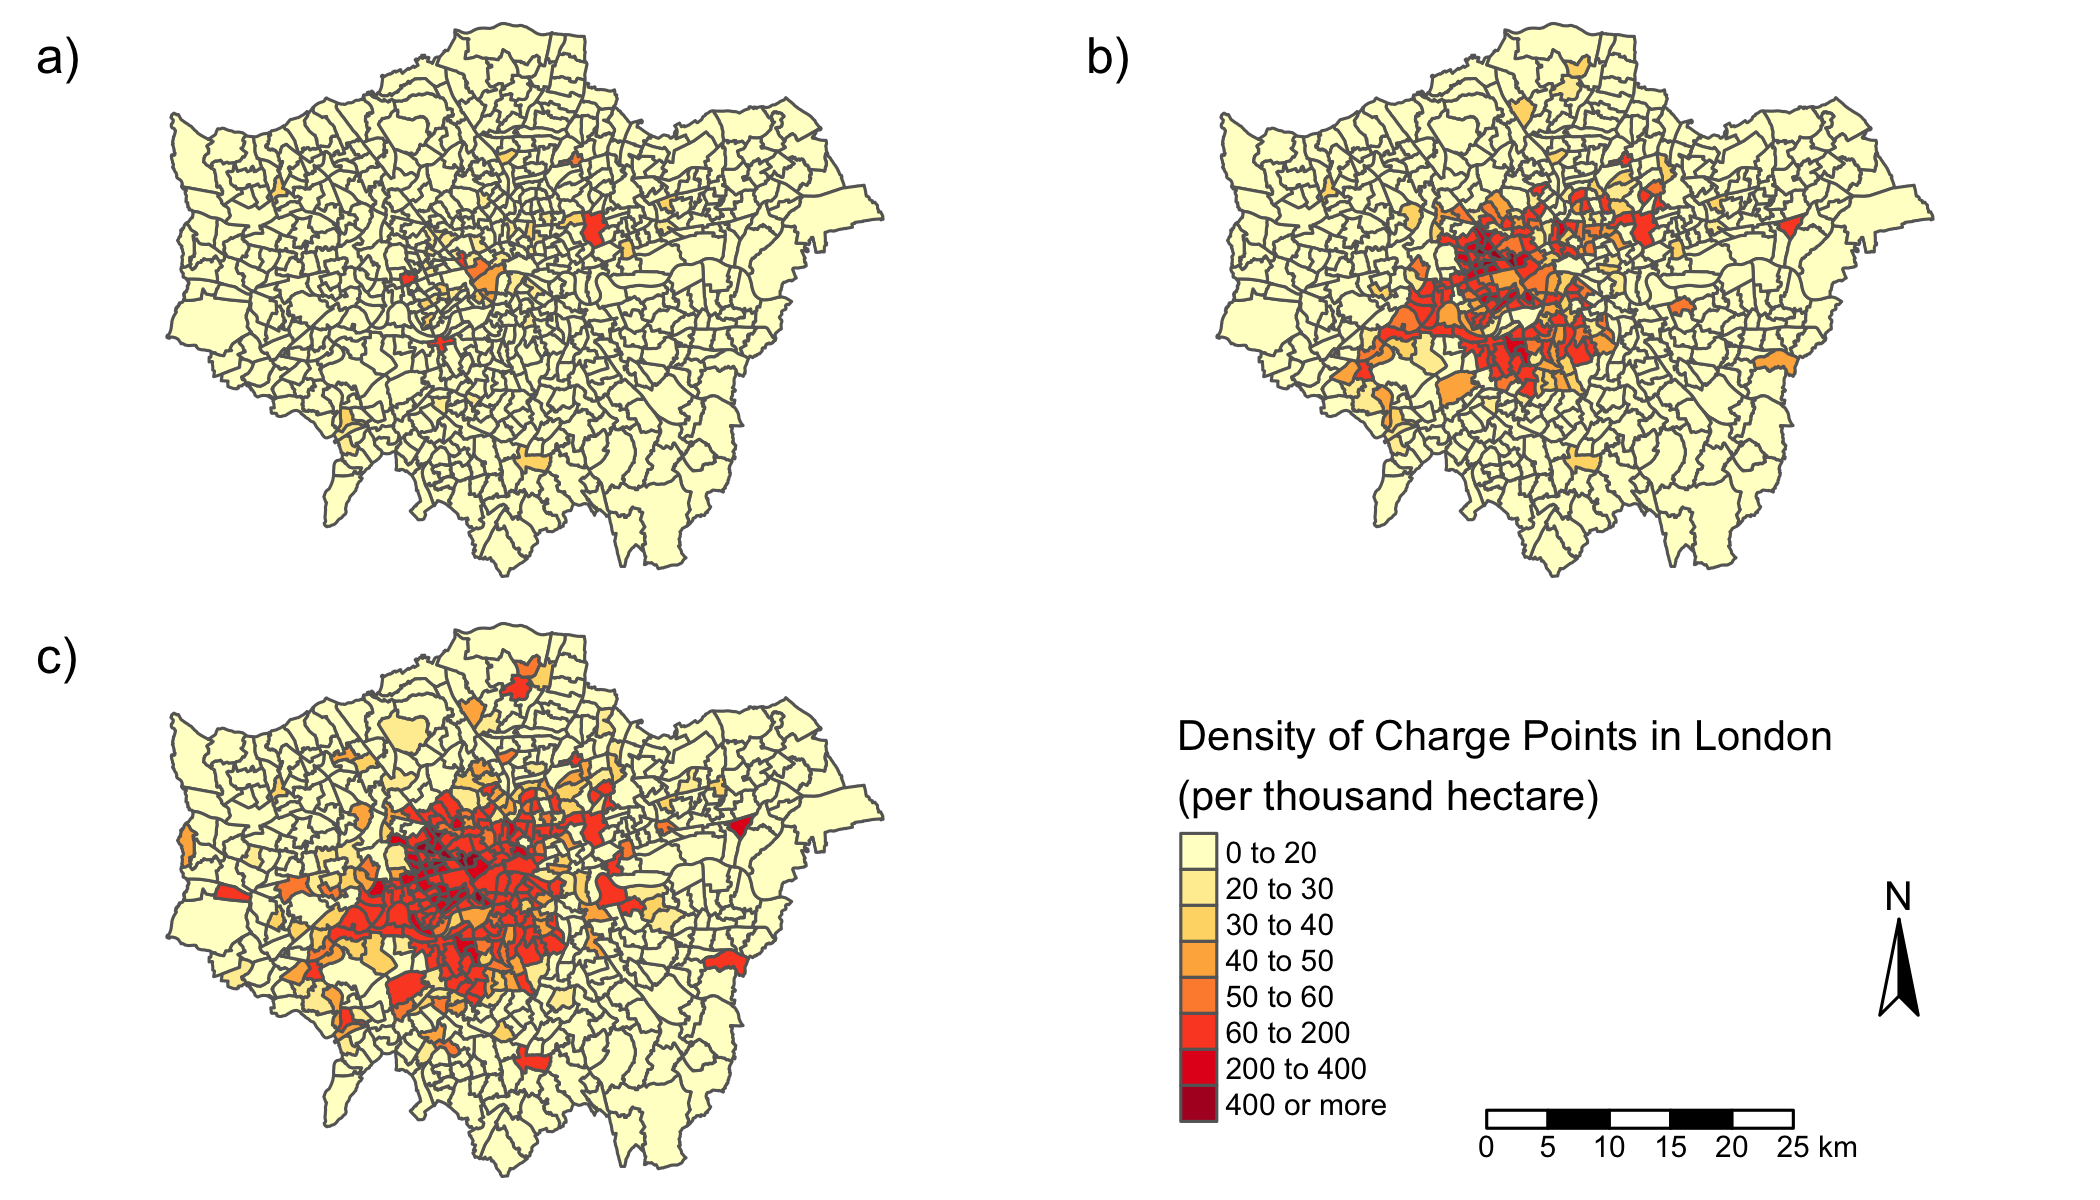 a)
b)
c)
Density of Charge Points in London
(per thousand hectare)
0 to 20
20 to 30
30 to 40
40 to 50
50 to 60
60 to 200
200 to 400
400 or more
N
0 5 10 15 20 25 km